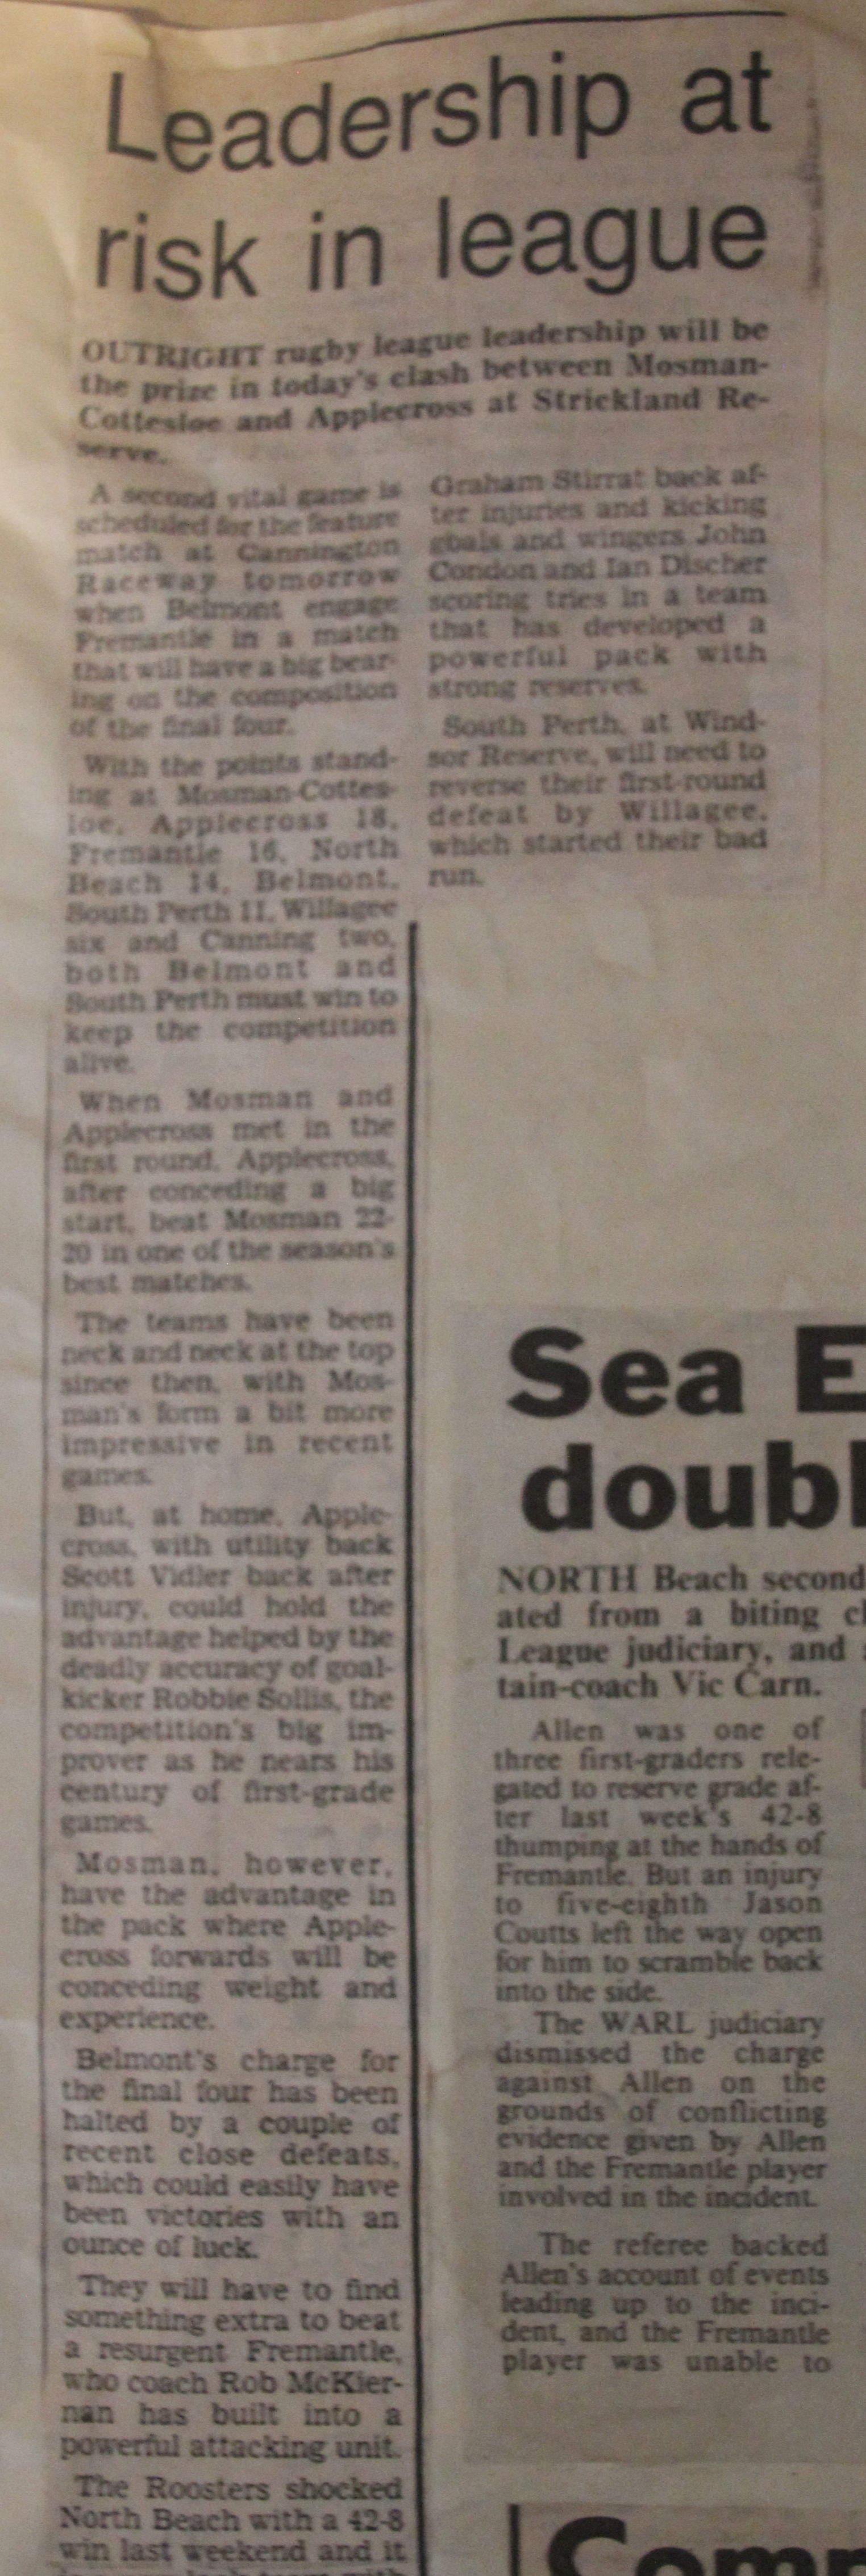 Leadership at
risk in league
OUTRIGHT rugby league leadership will be
the prize in today's clash between Mosman-
Cottesloe and Applecross at Strickland Re-
serve.
A second vital game is
scheduled for the feature
match at Cannington
Raceway tomorrow
when Belmont engage
Fremantle in a match
that will have a big bear-
ing on the composition
of the final four.
With the points stand-
ing at Mosman-Cottes-
loe, Applecross 18,
Fremantle 16, North
Beach 14, Belmont,
South Perth 11, Willagee
six and Canning two,
both Belmont and
South Perth must win to
keep the competition
alive.
When Mosman and
Applecross met in the
first round, Applecross,
after conceding a big
start, beat Mosman 22-
20 in one of the season's
best matches.
The teams have been
neck and neck at the top
since then, with Mos-
man's form a bit more
impressive in recent
games.
But, at home, Apple-
cross, with utility back
Scott Vidler back after
injury, could hold the
advantage helped by the
deadly accuracy of goal-
kicker Robbie Sollis, the
competition's big im-
prover as he nears his
century of first-grade
games.
Mosman, however,
have the advantage in
the pack where Apple-
cross forwards will be
conceding weight and
experience.
Belmont's charge for
the final four has been
halted by a couple of
recent close defeats,
which could easily have
been victories with an
ounce of luck.
They will have to find
something extra to beat
a resurgent Fremantle,
who coach Rob McKier-
nan has built into a
powerful attacking unit.
The Roosters shocked
North Beach with a 42-8
win last weekend and it
Graham Stirrat back af-
ter injuries and kicking
goals and wingers John
Condon and Ian Discher
scoring tries in a team
that has developed a
powerful pack with
strong reserves.
South Perth, at Wind-
sor Reserve, will need to
reverse their first-round
defeat by Willagee,
which started their bad
run.
Sea E
doubl
NORTH Beach second
ated from a biting c
League judiciary, and
tain-coach Vic Carn.
Allen was one of
three first-graders rele-
gated to reserve grade af-
ter last week's 42-8
thumping at the hands of
Fremantle. But an injury
to five-eighth Jason
Coutts left the way open
for him to scramble back
into the side.
The WARL judiciary
dismissed the charge
against Allen on the
grounds of conflicting
evidence given by Allen
and the Fremantle player
involved in the incident.
The referee backed
Allen's account of events
leading up to the inci-
dent, and the Fremantle
player was unable to